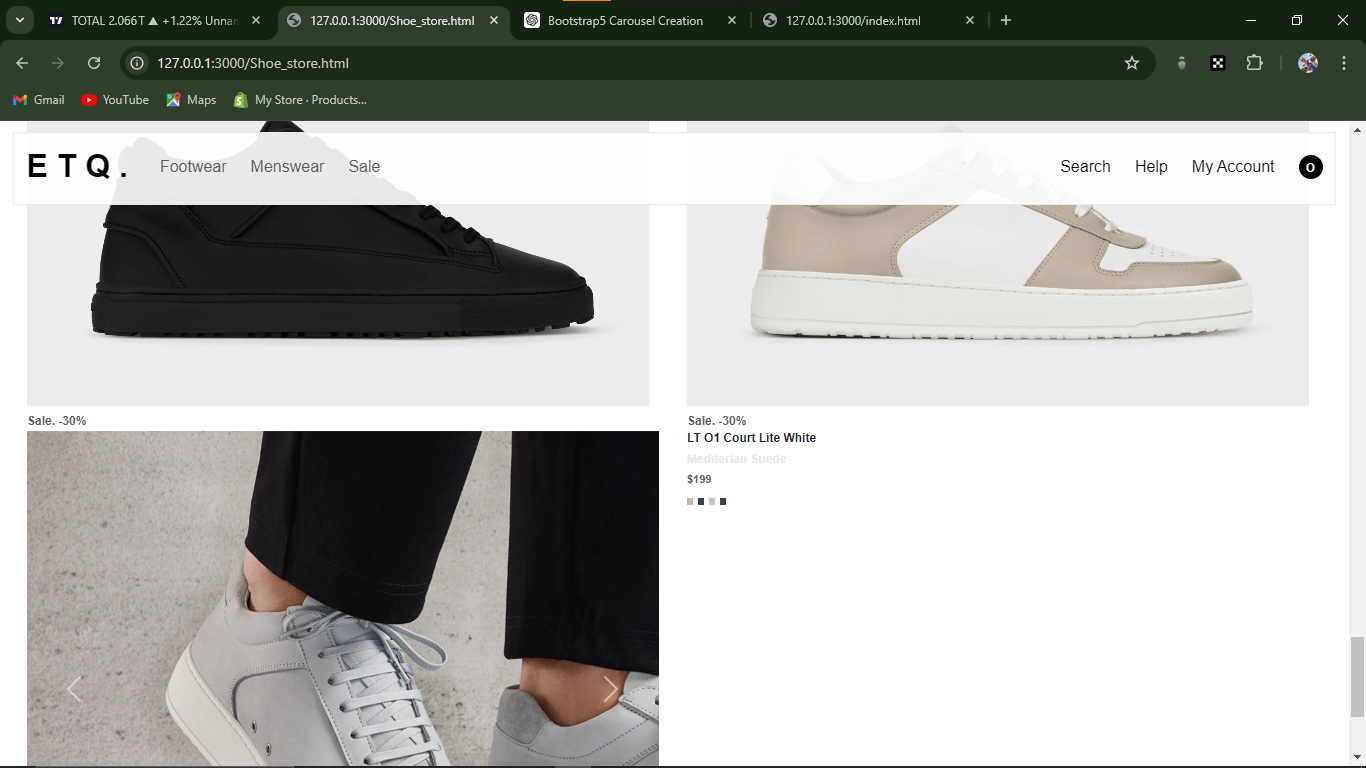 TOTAL 2.066T ▲ +1.22% Unnan
127.0.0.1:3000/Shoe_store.html
Bootstrap5 Carousel Creation
127.0.0.1:3000/index.html
127.0.0.1:3000/Shoe_store.html
Gmail
YouTube
Maps
My Store · Products...
E T Q .
Footwear
Menswear
Sale
Search
Help
My Account
0
Sale. -30%
Sale. -30%
LT O1 Court Lite White
Mediterian Suede
$199